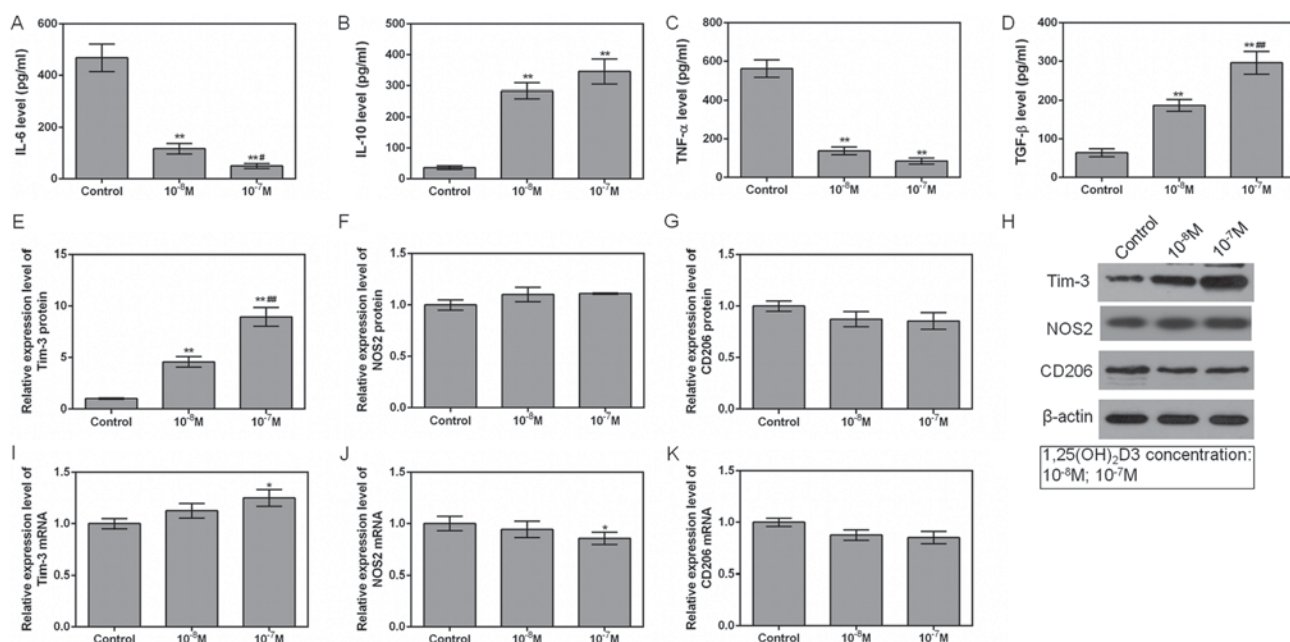 A
IL-6 level (pg/ml)
600
400
200
0
**
**#
Control
10⁻⁸M
10⁻⁷M
B
IL-10 level (pg/ml)
500
400
300
200
100
0
**
**
Control
10⁻⁸M
10⁻⁷M
C
TNF-α level (pg/ml)
800
600
400
200
0
**
**
Control
10⁻⁸M
10⁻⁷M
D
TGF-β level (pg/ml)
400
300
200
100
0
**
**##
Control
10⁻⁸M
10⁻⁷M
E
Relative expression level of
Tim-3 protein
15
10
5
0
**
**##
Control
10⁻⁸M
10⁻⁷M
F
Relative expression level of
NOS2 protein
1.5
1.0
0.5
0.0
Control
10⁻⁸M
10⁻⁷M
G
Relative expression level of
CD206 protein
1.5
1.0
0.5
0.0
Control
10⁻⁸M
10⁻⁷M
H
Control
10⁻⁸M
10⁻⁷M
Tim-3
NOS2
CD206
β-actin
1,25(OH)₂D3 concentration:
10⁻⁸M; 10⁻⁷M
I
Relative expression level of
Tim-3 mRNA
1.5
1.0
0.5
0.0
*
Control
10⁻⁸M
10⁻⁷M
J
Relative expression level of
NOS2 mRNA
1.5
1.0
0.5
0.0
*
Control
10⁻⁸M
10⁻⁷M
K
Relative expression level of
CD206 mRNA
1.5
1.0
0.5
0.0
Control
10⁻⁸M
10⁻⁷M